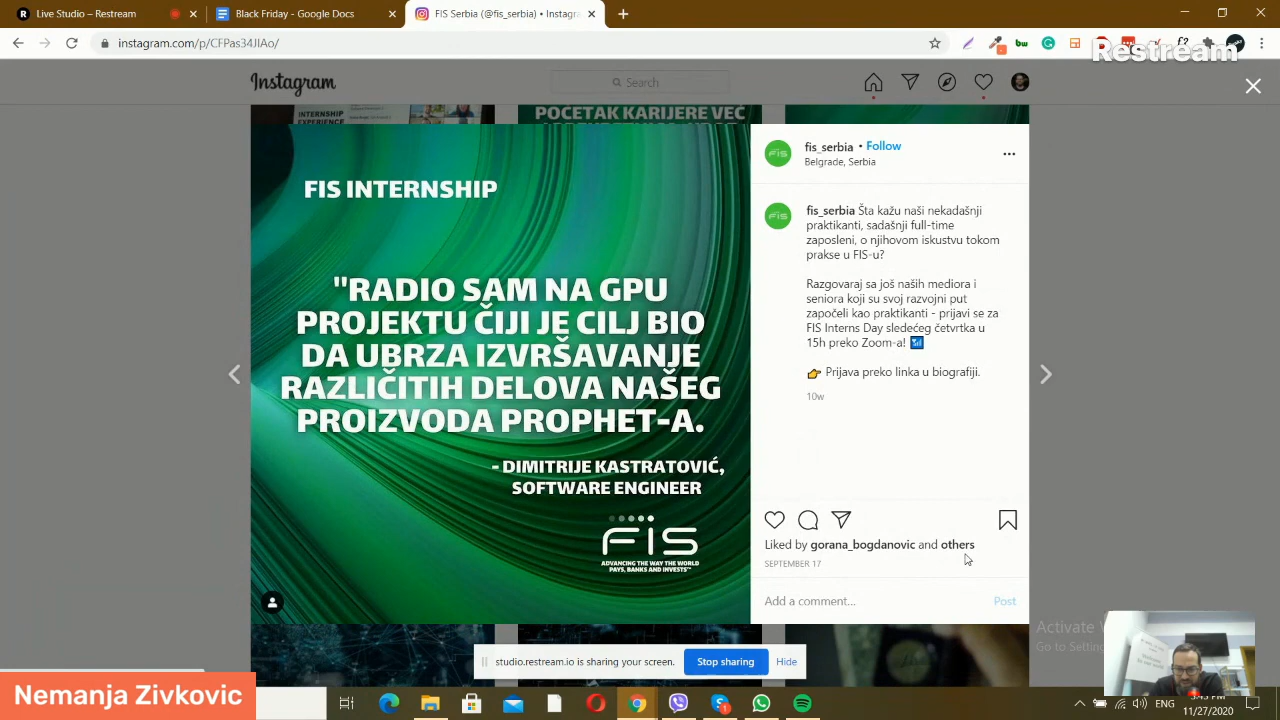 Live Studio – Restream
Black Friday - Google Docs
FIS Serbia (@fis_serbia) • Instagr
instagram.com/p/CFPas34JIAo/
Restream
Instagram
Search
INTERNSHIP
EXPERIENCE
POČETAK KARIJERE VEĆ
FIS INTERNSHIP
"RADIO SAM NA GPU
PROJEKTU ČIJI JE CILJ BIO
DA UBRZA IZVRŠAVANJE
RAZLIČITIH DELOVA NAŠEG
PROIZVODA PROPHET-A.
- DIMITRIJE KASTRATOVIĆ,
SOFTWARE ENGINEER
FIS
ADVANCING THE WAY THE WORLD
PAYS, BANKS AND INVESTS™
fis_serbia • Follow
Belgrade, Serbia
fis_serbia Šta kažu naši nekadašnji
praktikanti, sadašnji full-time
zaposleni, o njihovom iskustvu tokom
prakse u FIS-u?
Razgovaraj sa još naših mediora i
seniora koji su svoj razvojni put
započeli kao praktikanti - prijavi se za
FIS Interns Day sledećeg četvrtka u
15h preko Zoom-a! 📶
👉 Prijava preko linka u biografiji.
10w
Liked by gorana_bogdanovic and others
SEPTEMBER 17
Add a comment... Post
Activate
Go to Setting
studio.restream.io is sharing your screen. Stop sharing Hide
Nemanja Zivkovic
ENG
11/27/2020